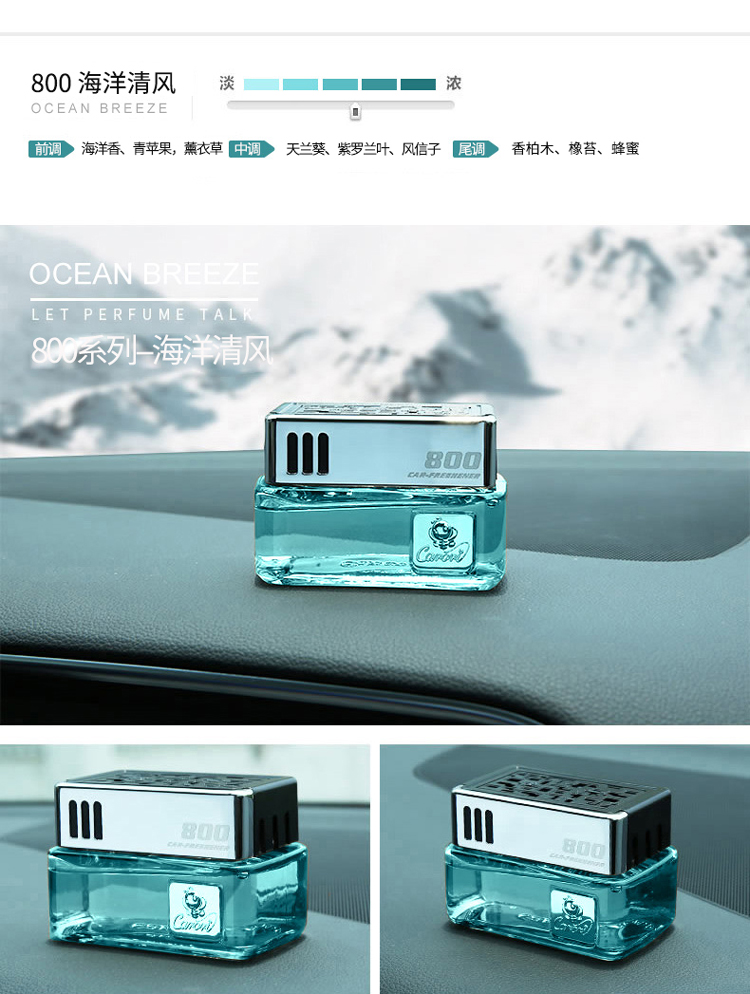 800 海洋清风
OCEAN BREEZE
淡 浓
前调 海洋香、青苹果，薰衣草 中调 天兰葵、紫罗兰叶、风信子 尾调 香柏木、橡苔、蜂蜜
OCEAN BREEZE
LET PERFUME TALK
800系列–海洋清风
800
CAR-FRESHENER
Carori
800
CAR-FRESHENER
Carori
800
CAR-FRESHENER